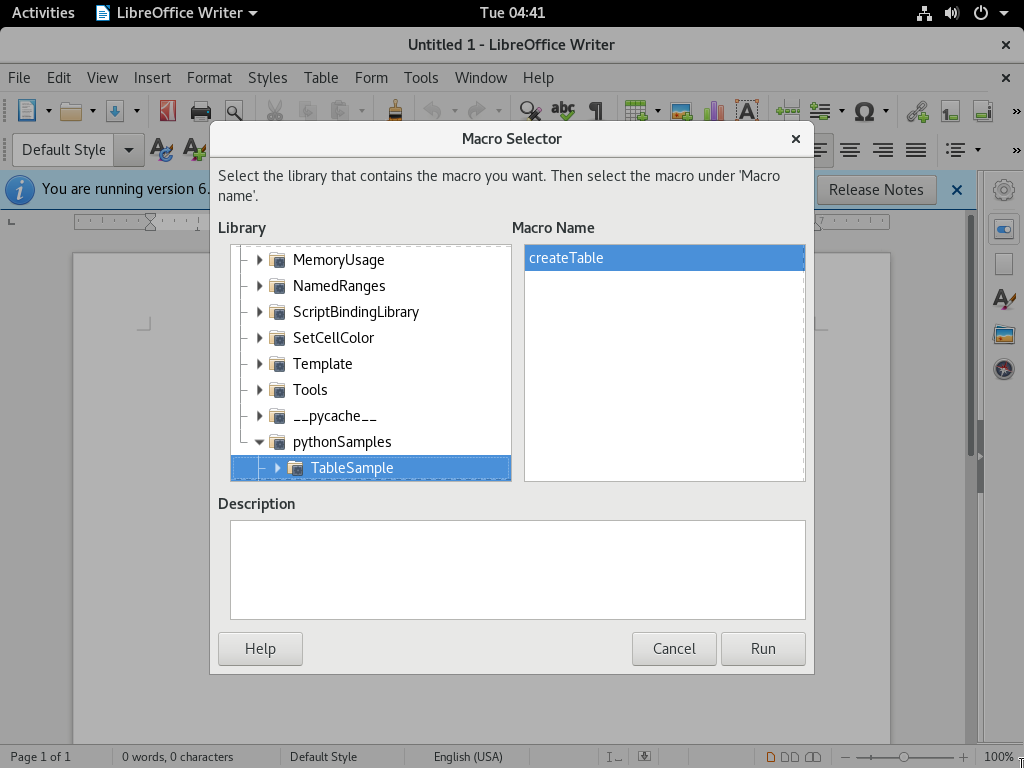 Activities LibreOffice Writer Tue 04:41
Untitled 1 - LibreOffice Writer
File Edit View Insert Format Styles Table Form Tools Window Help
Default Style
You are running version 6. Release Notes
Macro Selector
Select the library that contains the macro you want. Then select the macro under 'Macro
name'.
Library Macro Name
MemoryUsage createTable
NamedRanges
ScriptBindingLibrary
SetCellColor
Template
Tools
__pycache__
pythonSamples
TableSample
Description
Help Cancel Run
Page 1 of 1 0 words, 0 characters Default Style English (USA) 100%